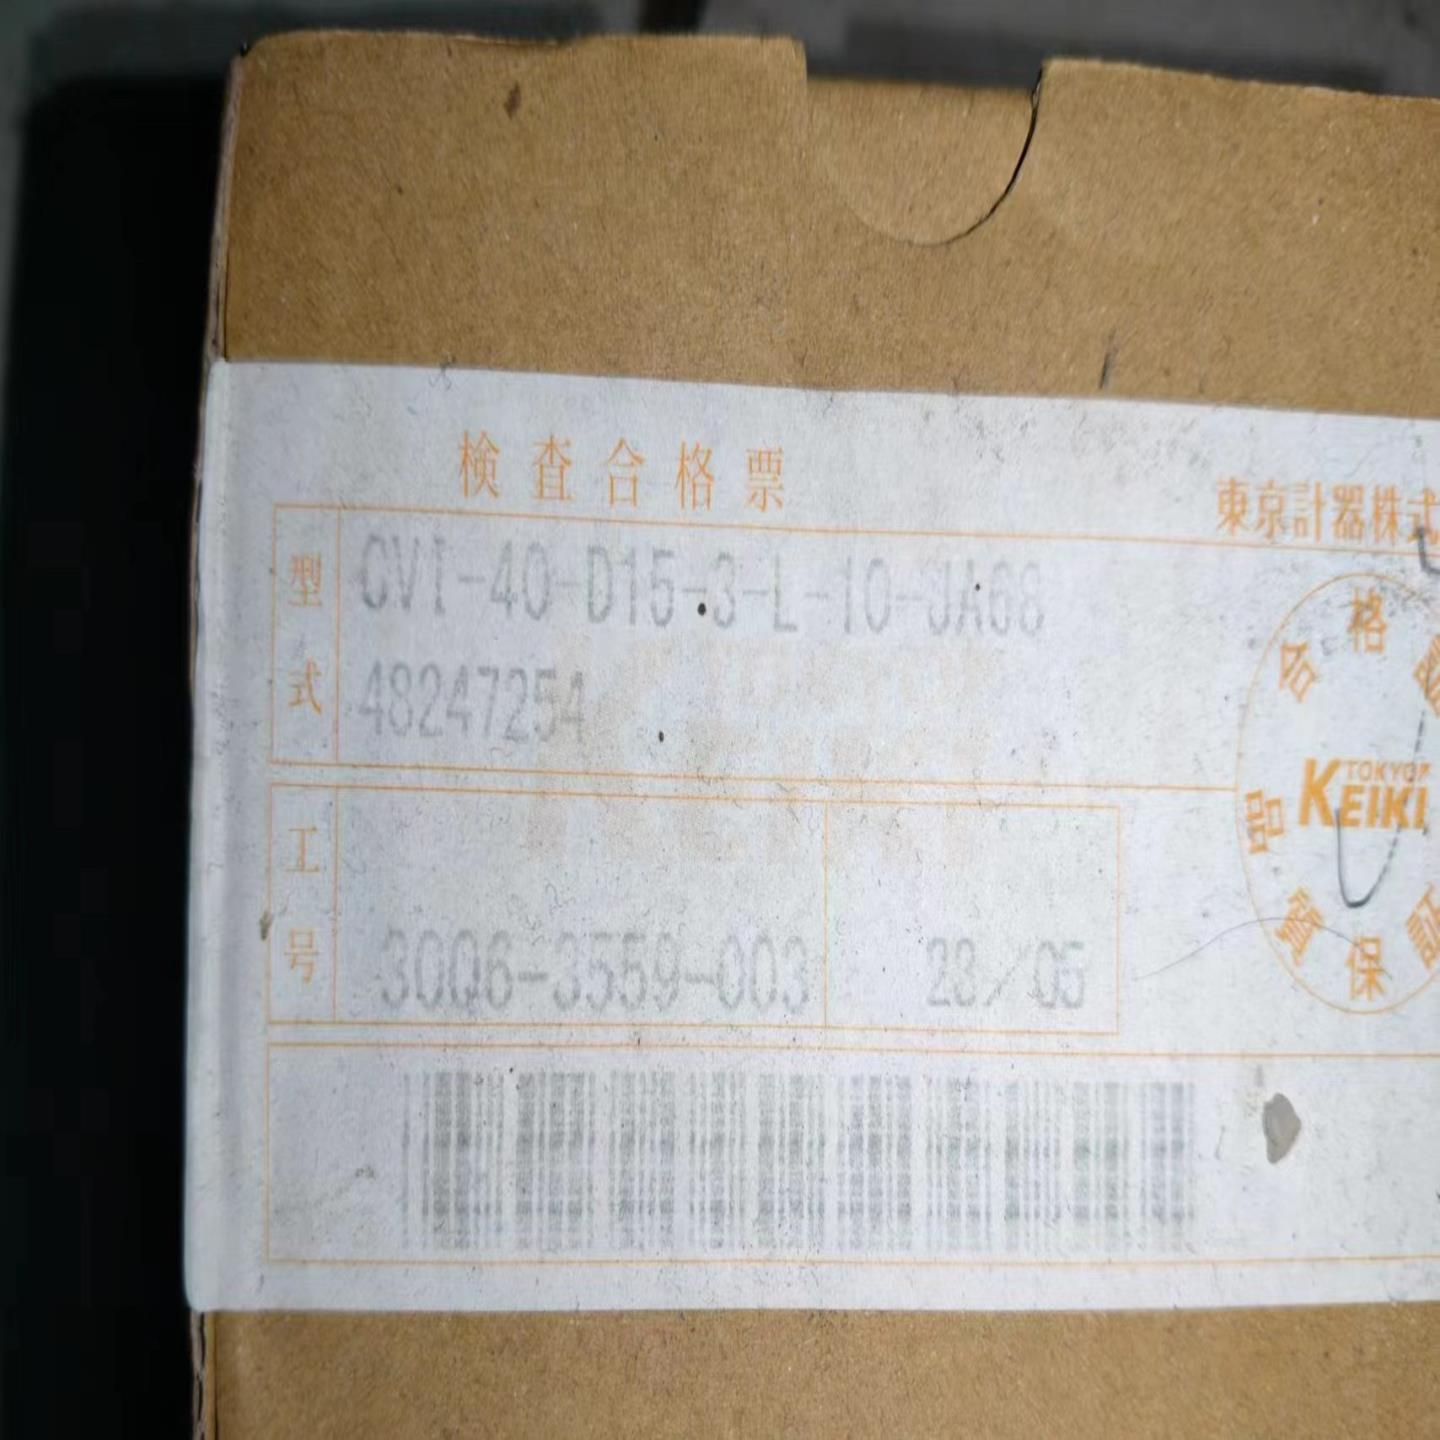 検査合格票
東京計器株式
型式
CVI-40-D15-3-L-10-JA68
48247254
工号
30Q6-3559-003
23/05
合格
品質保証
TOKYO
KEIKI